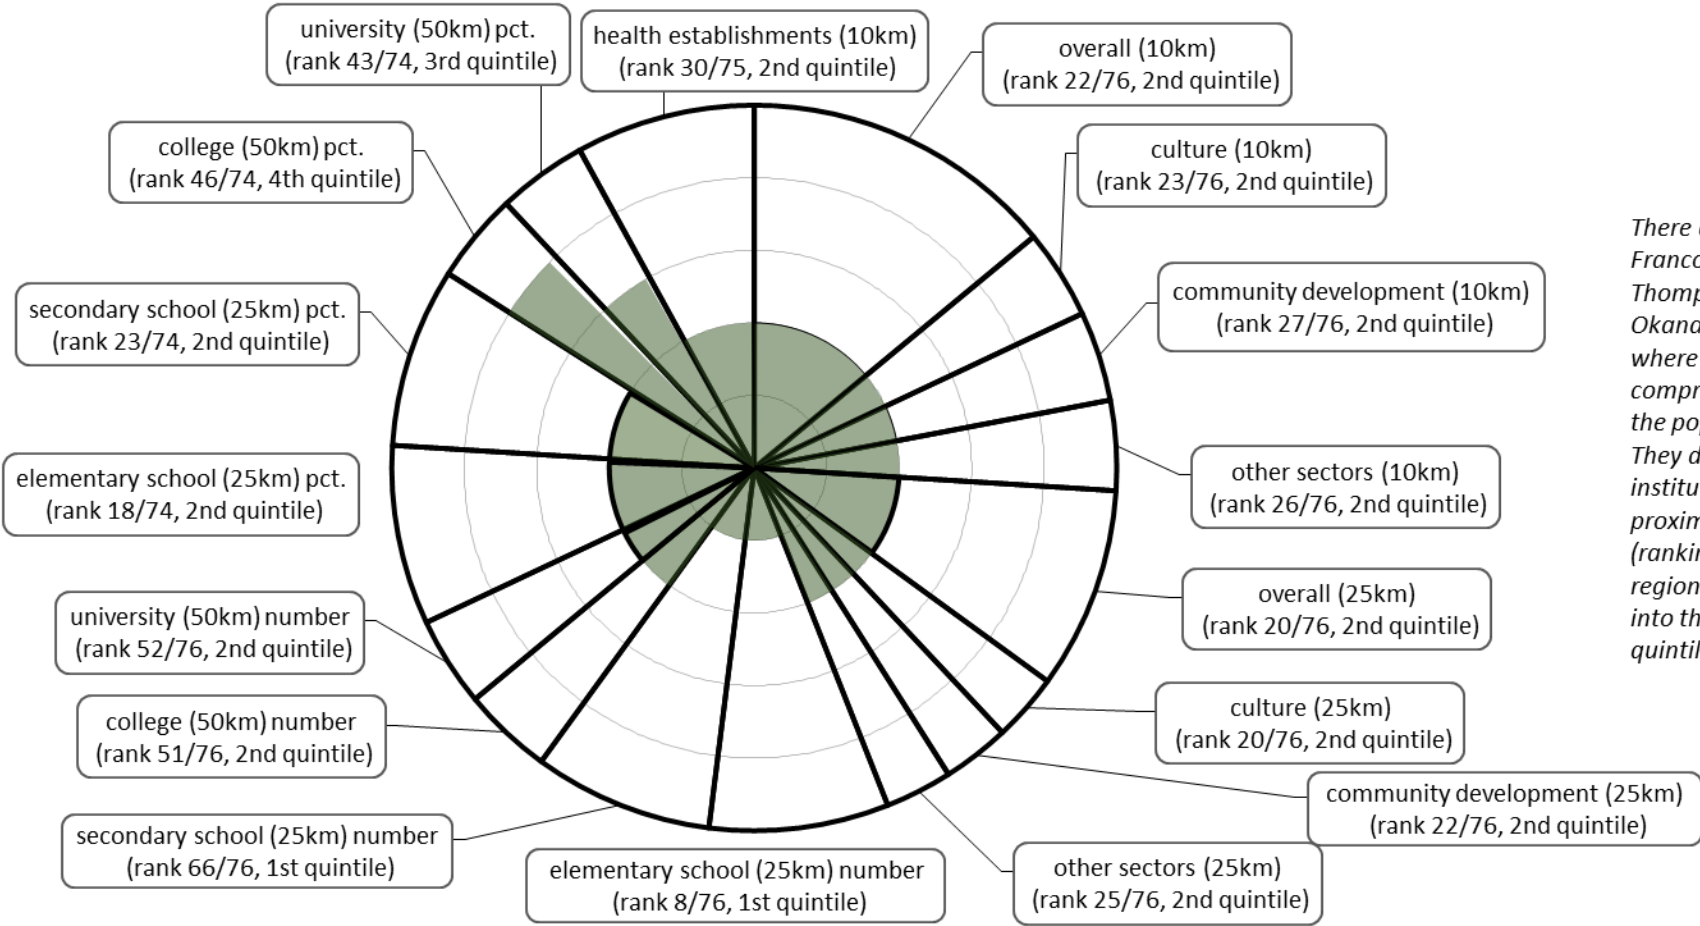 university (50km) pct.
(rank 43/74, 3rd quintile)
health establishments (10km)
(rank 30/75, 2nd quintile)
overall (10km)
(rank 22/76, 2nd quintile)
college (50km) pct.
(rank 46/74, 4th quintile)
culture (10km)
(rank 23/76, 2nd quintile)
secondary school (25km) pct.
(rank 23/74, 2nd quintile)
community development (10km)
(rank 27/76, 2nd quintile)
elementary school (25km) pct.
(rank 18/74, 2nd quintile)
other sectors (10km)
(rank 26/76, 2nd quintile)
university (50km) number
(rank 52/76, 2nd quintile)
overall (25km)
(rank 20/76, 2nd quintile)
college (50km) number
(rank 51/76, 2nd quintile)
culture (25km)
(rank 20/76, 2nd quintile)
secondary school (25km) number
(rank 66/76, 1st quintile)
community development (25km)
(rank 22/76, 2nd quintile)
elementary school (25km) number
(rank 8/76, 1st quintile)
other sectors (25km)
(rank 25/76, 2nd quintile)
There
Franco
Thomp
Okana
where
compr
the po
They d
institu
proxim
(rankin
region
into th
quintil